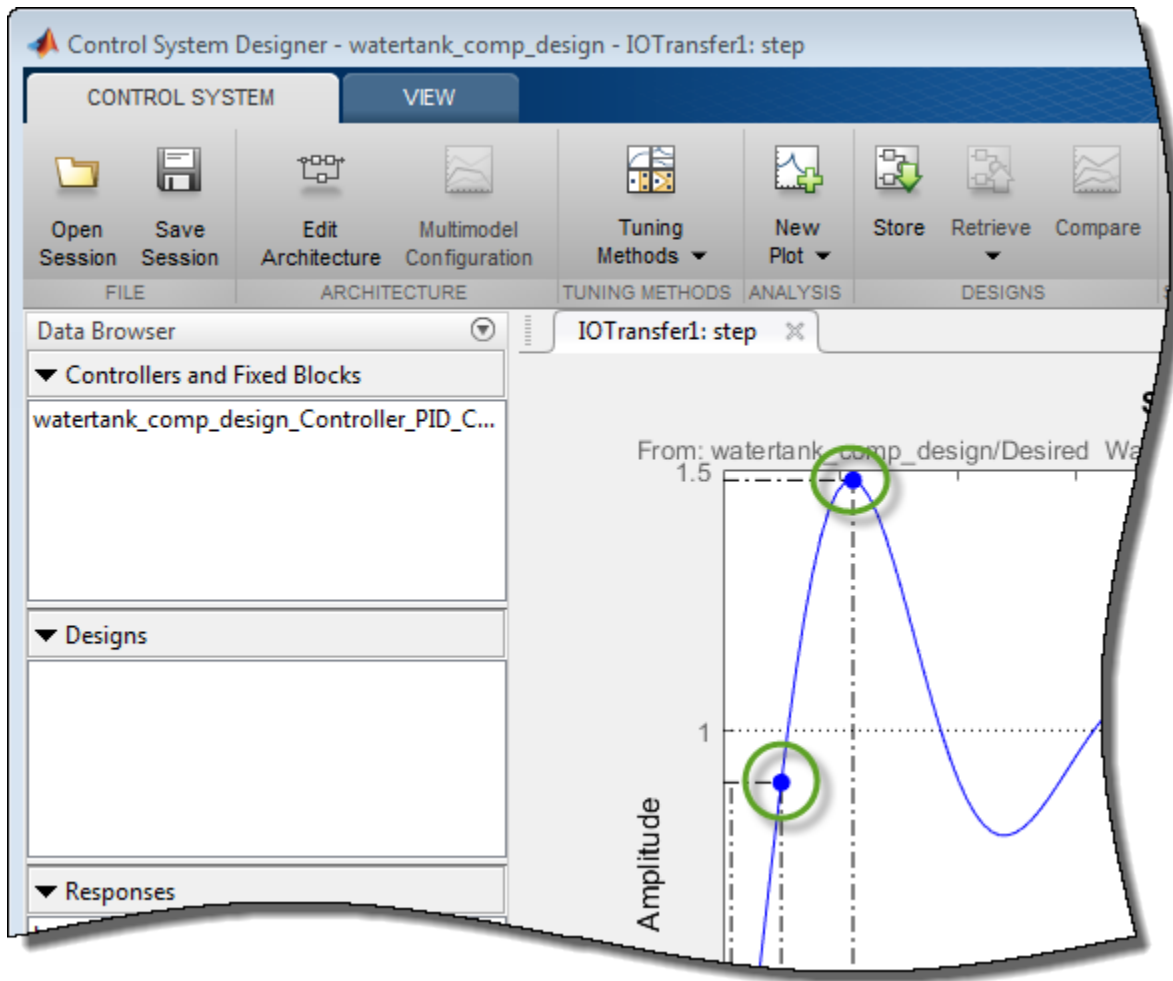 Control System Designer - watertank_comp_design - IOTransfer1: step
CONTROL SYSTEM
VIEW
Open Session
Save Session
Edit Architecture
Multimodel Configuration
Tuning Methods
New Plot
Store
Retrieve
Compare
FILE
ARCHITECTURE
TUNING METHODS
ANALYSIS
DESIGNS
Data Browser
IOTransfer1: step
Controllers and Fixed Blocks
watertank_comp_design_Controller_PID_C...
Designs
Responses
From: watertank_comp_design/Desired Wa
1.5
1
Amplitude